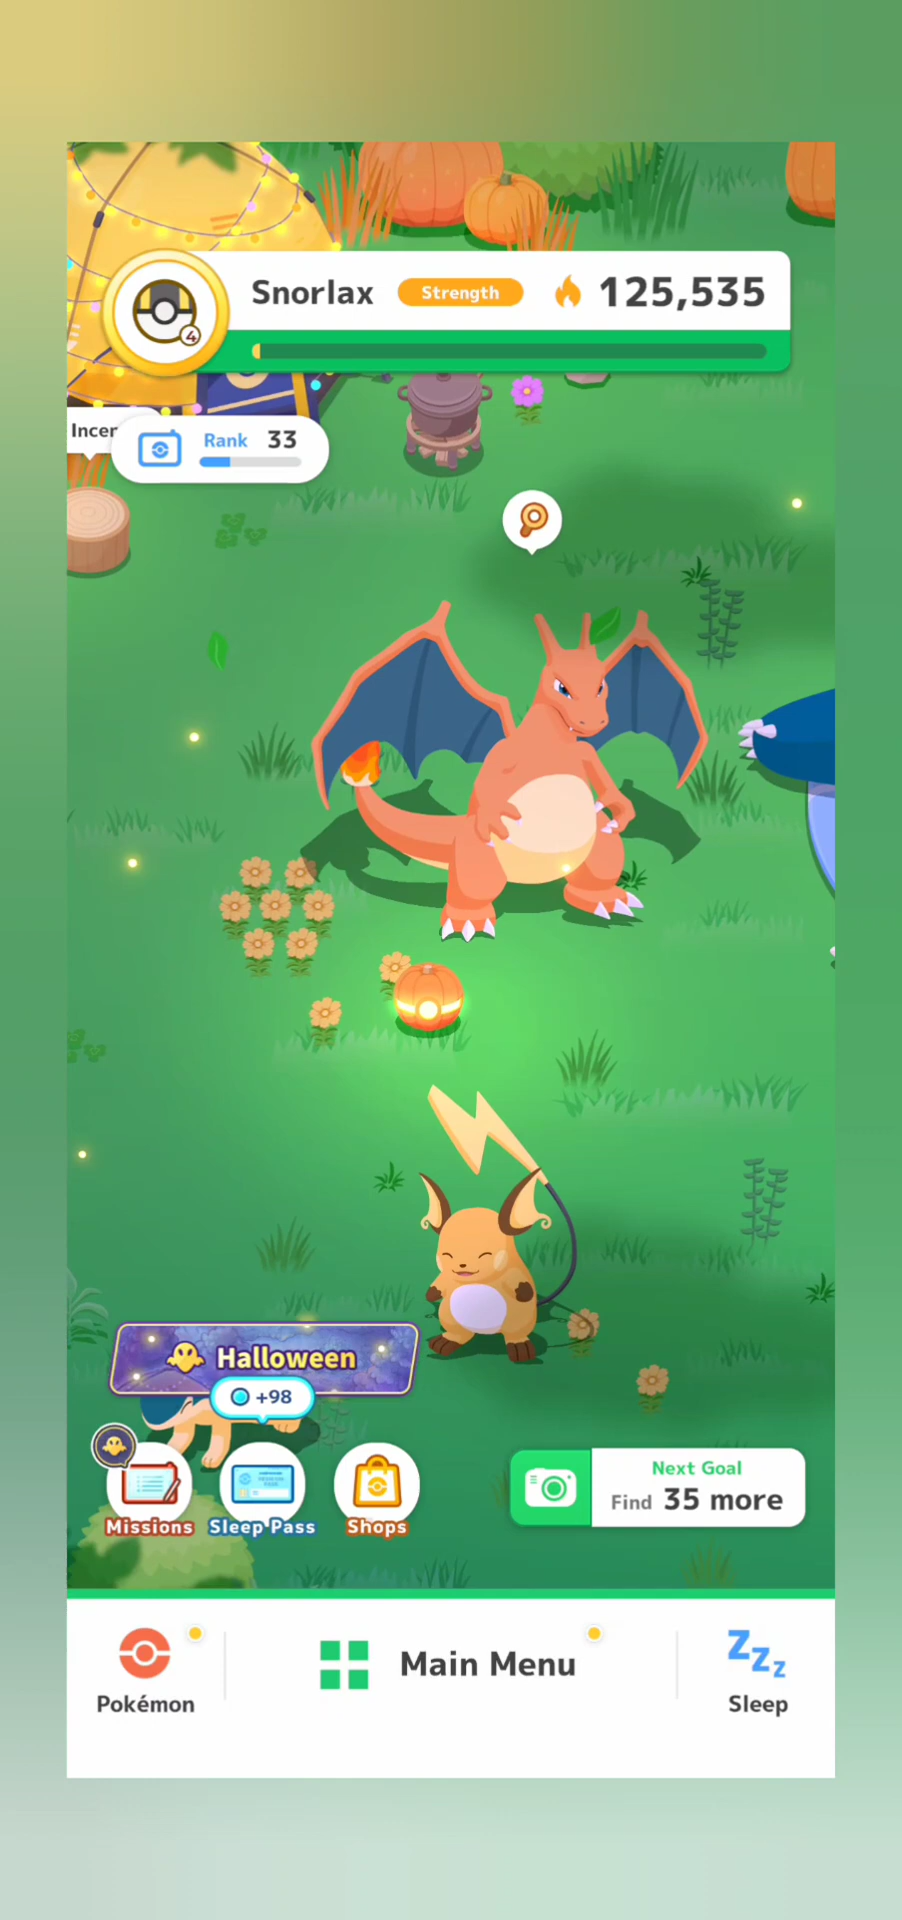 Snorlax Strength 125,535
4
Incen
Rank 33
Halloween
+98
Missions Sleep Pass Shops
Next Goal
Find 35 more
Main Menu
Pokémon
zzz
Sleep